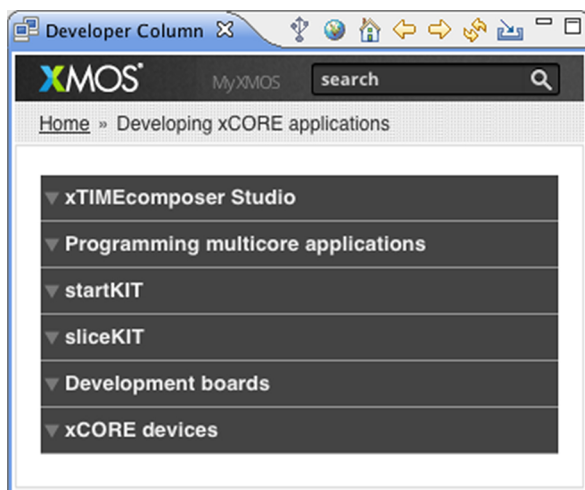 Developer Column
XMOS
MyXMOS
search
Home » Developing xCORE applications
xTIMEcomposer Studio
Programming multicore applications
startKIT
sliceKIT
Development boards
xCORE devices